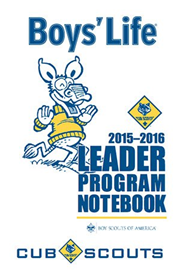 Boys' Life®
2015–2016
LEADER
PROGRAM
NOTEBOOK
BOY SCOUTS OF AMERICA
CUB SCOUTS